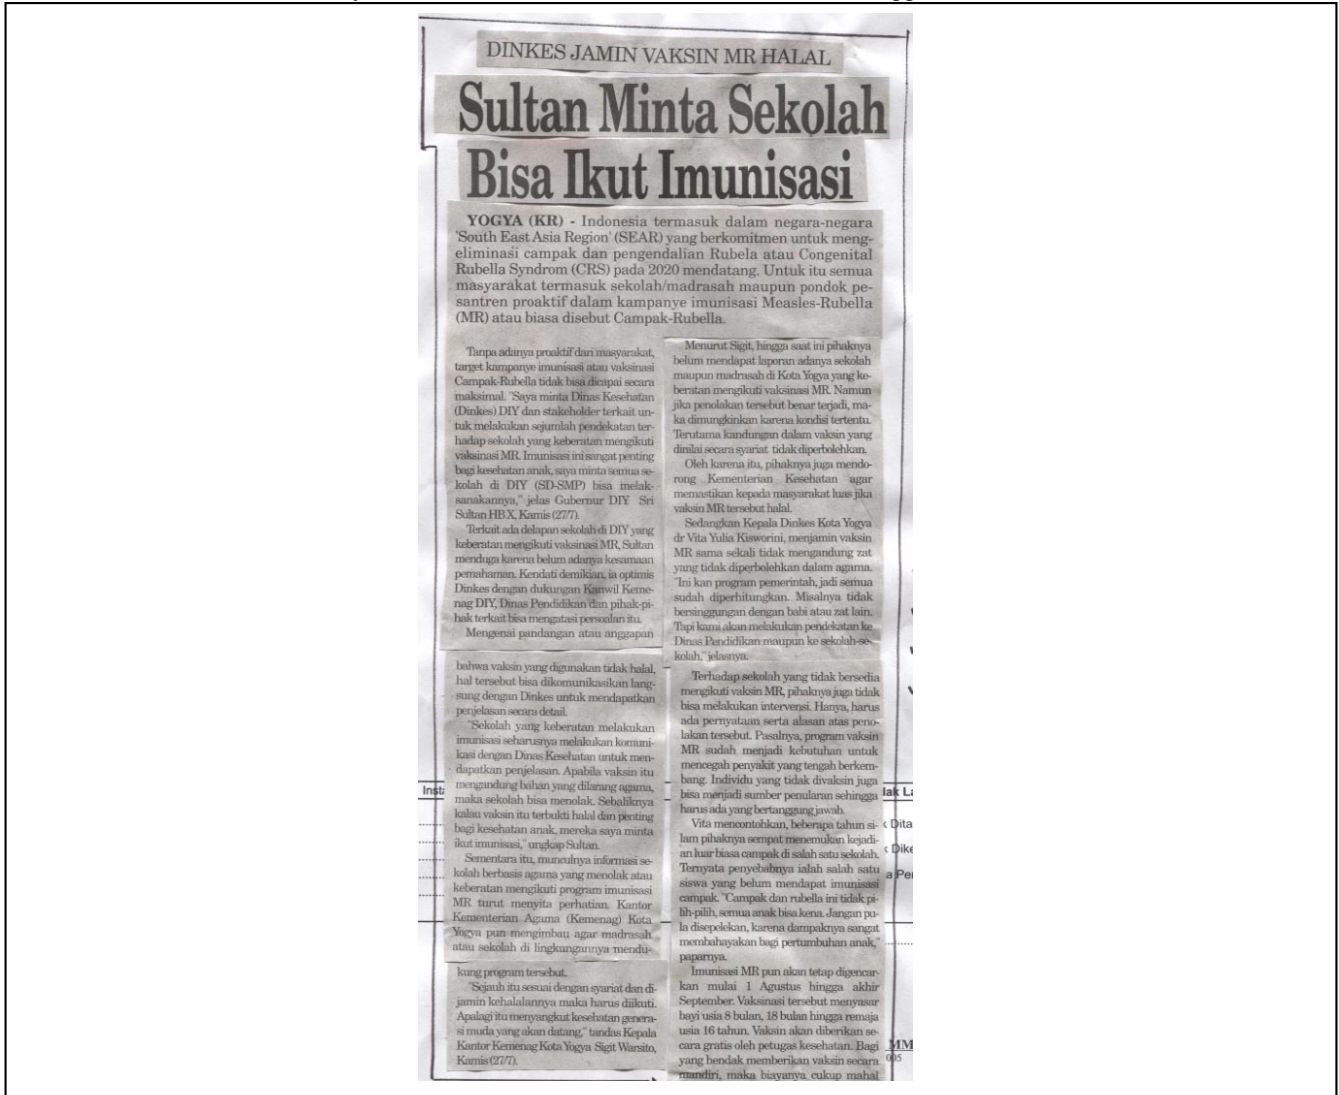 DINKES JAMIN VAKSIN MR HALAL
Sultan Minta Sekolah
Bisa Ikut Imunisasi
YOGYA (KR) - Indonesia termasuk dalam negara-negara
'South East Asia Region' (SEAR) yang berkomitmen untuk meng-
eliminasi campak dan pengendalian Rubela atau Congenital
Rubella Syndrom (CRS) pada 2020 mendatang. Untuk itu semua
masyarakat termasuk sekolah/madrasah maupun pondok pe-
santren proaktif dalam kampanye imunisasi Measles-Rubella
(MR) atau biasa disebut Campak-Rubella.
Tanpa adanya proaktif dari masyarakat,
target kampanye imunisasi atau vaksinasi
Campak-Rubella tidak bisa dicapai secara
maksimal. "Saya minta Dinas Kesehatan
(Dinkes) DIY dan stakeholder terkait un-
tuk melakukan sejumlah pendekatan ter-
hadap sekolah yang keberatan mengikuti
vaksinasi MR. Imunisasi ini sangat penting
bagi kesehatan anak, saya minta semua se-
kolah di DIY (SD-SMP) bisa melak-
sanakannya," jelas Gubernur DIY Sri
Sultan HB X, Kamis (27/7).
Terkait ada delapan sekolah di DIY yang
keberatan mengikuti vaksinasi MR, Sultan
menduga karena belum adanya kesamaan
pemahaman. Kendati demikian, ia optimis
Dinkes dengan dukungan Kanwil Keme-
nag DIY, Dinas Pendidikan dan pihak-pi-
hak terkait bisa mengatasi persoalan itu.
Mengenai pandangan atau anggapan
bahwa vaksin yang digunakan tidak halal,
hal tersebut bisa dikomunikasikan lang-
sung dengan Dinkes untuk mendapatkan
penjelasan secara detail.
"Sekolah yang keberatan melakukan
imunisasi seharusnya melakukan komuni-
kasi dengan Dinas Kesehatan untuk men-
dapatkan penjelasan. Apabila vaksin itu
mengandung bahan yang dilarang agama,
maka sekolah bisa menolak. Sebaliknya
kalau vaksin itu terbukti halal dan penting
bagi kesehatan anak, mereka saya minta
ikut imunisasi," ungkap Sultan.
Sementara itu, munculnya informasi se-
kolah berbasis agama yang menolak atau
keberatan mengikuti program imunisasi
MR turut menyita perhatian. Kantor
Kementerian Agama (Kemenag) Kota
Yogya pun mengimbau agar madrasah
atau sekolah di lingkungannya mendu-
kung program tersebut.
"Sejauh itu sesuai dengan syariat dan di-
jamin kehalalannya maka harus diikuti.
Apalagi itu menyangkut kesehatan genera-
si muda yang akan datang," tandas Kepala
Kantor Kemenag Kota Yogya Sigit Warsito,
Kamis (27/7).
Menurut Sigit, hingga saat ini pihaknya
belum mendapat laporan adanya sekolah
maupun madrasah di Kota Yogya yang ke-
beratan mengikuti vaksinasi MR. Namun
jika penolakan tersebut benar terjadi, ma-
ka dimungkinkan karena kondisi tertentu.
Terutama kandungan dalam vaksin yang
dinilai secara syariat tidak diperbolehkan.
Oleh karena itu, pihaknya juga mendo-
rong Kementerian Kesehatan agar
memastikan kepada masyarakat luas jika
vaksin MR tersebut halal.
Sedangkan Kepala Dinkes Kota Yogya
dr Vita Yulia Kisworini, menjamin vaksin
MR sama sekali tidak mengandung zat
yang tidak diperbolehkan dalam agama.
"Ini kan program pemerintah, jadi semua
sudah diperhitungkan. Misalnya tidak
bersinggungan dengan babi atau zat lain.
Tapi kami akan melakukan pendekatan ke
Dinas Pendidikan maupun ke sekolah-se-
kolah," jelasnya.
Terhadap sekolah yang tidak bersedia
mengikuti vaksin MR, pihaknya juga tidak
bisa melakukan intervensi. Hanya, harus
ada pernyataan serta alasan atas peno-
lakan tersebut. Pasalnya, program vaksin
MR sudah menjadi kebutuhan untuk
mencegah penyakit yang tengah berkem-
bang. Individu yang tidak divaksin juga
bisa menjadi sumber penularan sehingga
harus ada yang bertanggung jawab.
Vita mencontohkan, beberapa tahun si-
lam pihaknya sempat menemukan kejadi-
an luar biasa campak di salah satu sekolah.
Ternyata penyebabnya ialah salah satu
siswa yang belum mendapat imunisasi
campak. "Campak dan rubella ini tidak pi-
lih-pilih, semua anak bisa kena. Jangan pu-
la disepelekan, karena dampaknya sangat
membahayakan bagi pertumbuhan anak,"
paparnya.
Imunisasi MR pun akan tetap digencar-
kan mulai 1 Agustus hingga akhir
September. Vaksinasi tersebut menyasar
bayi usia 8 bulan, 18 bulan hingga remaja
usia 16 tahun. Vaksin akan diberikan se-
cara gratis oleh petugas kesehatan. Bagi
yang hendak memberikan vaksin secara
mandiri, maka biayanya cukup mahal